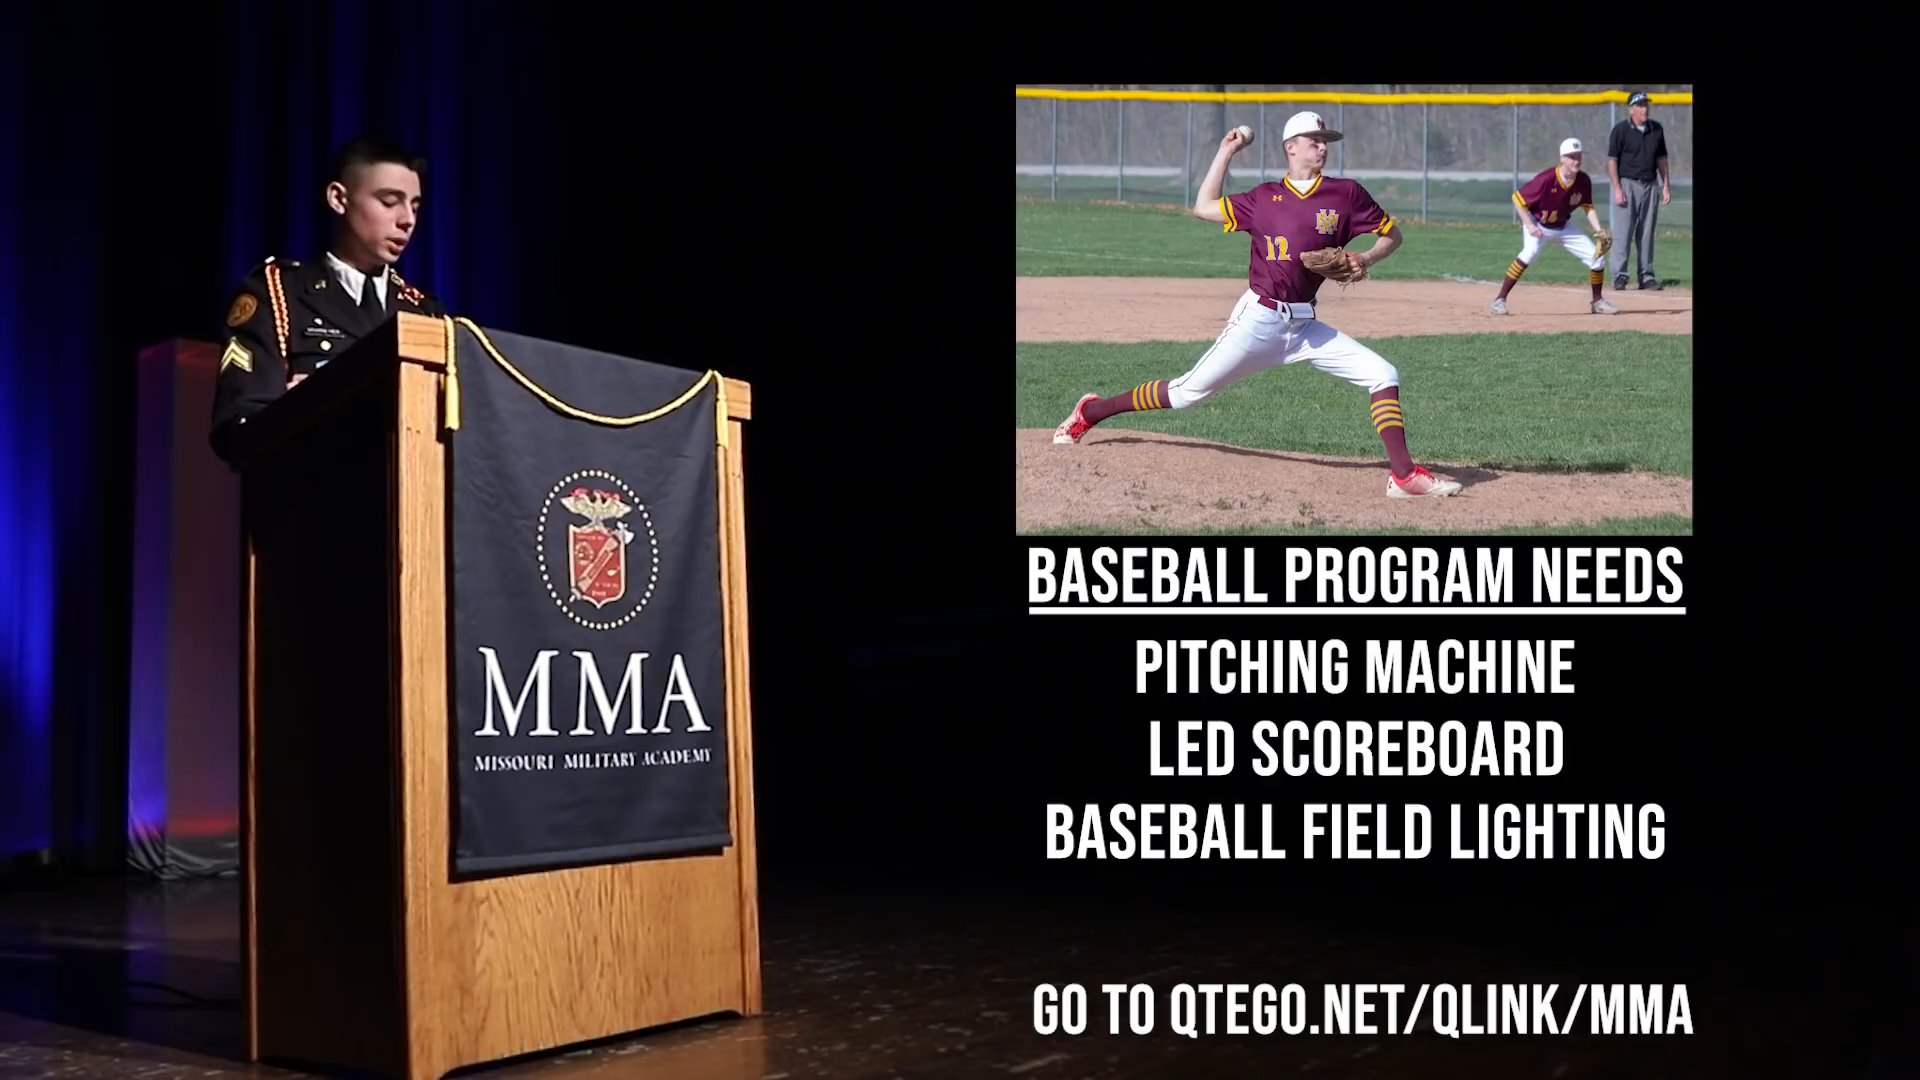 MMA
MISSOURI MILITARY ACADEMY
12
14
BASEBALL PROGRAM NEEDS
PITCHING MACHINE
LED SCOREBOARD
BASEBALL FIELD LIGHTING
GO TO QTEGO.NET/QLINK/MMA